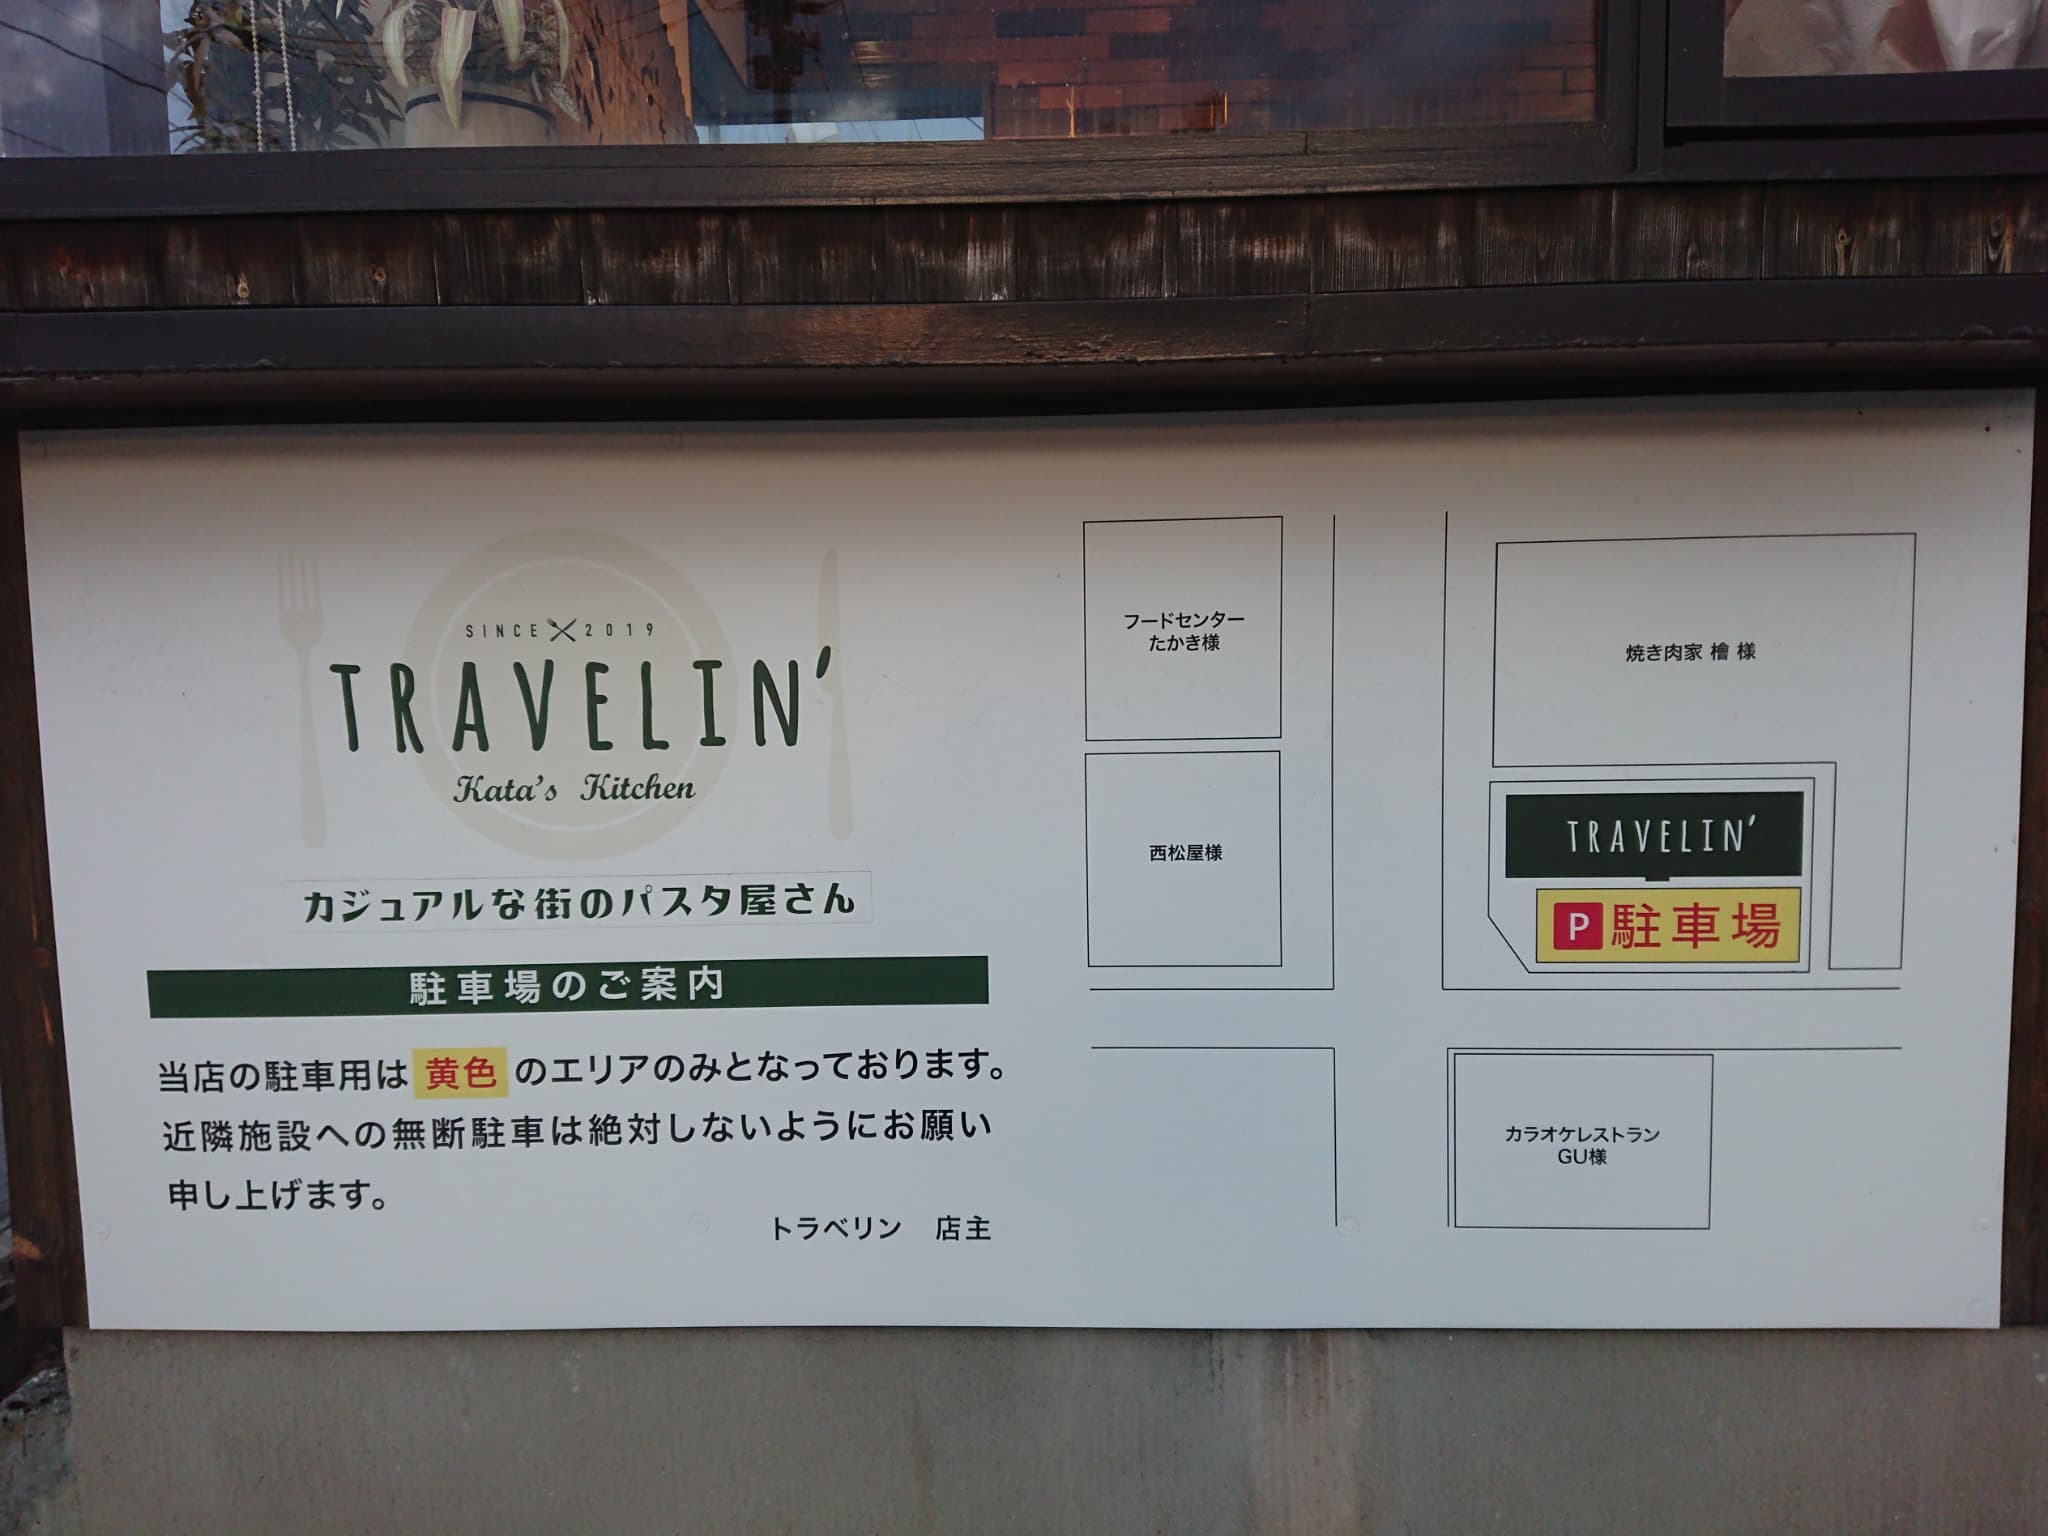 SINCE 2019
TRAVELIN'
Kata's Kitchen
カジュアルな街のパスタ屋さん
駐車場のご案内
当店の駐車用は 黄色 のエリアのみとなっております。
近隣施設への無断駐車は絶対しないようにお願い
申し上げます。
トラベリン 店主
フードセンター
たかき様
西松屋様
焼き肉家 檜 様
TRAVELIN'
P 駐車場
カラオケレストラン
GU様